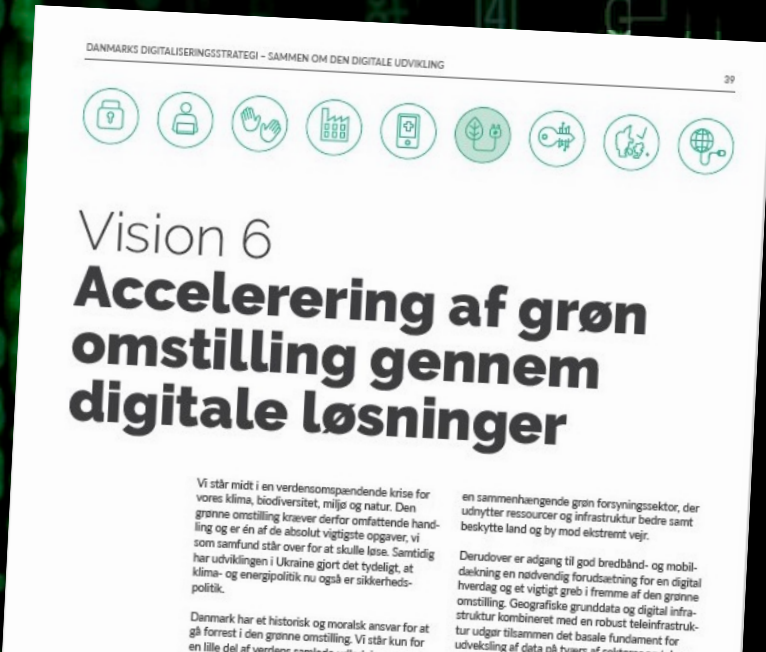 DANMARKS DIGITALISERINGSSTRATEGI – SAMMEN OM DEN DIGITALE UDVIKLING
39
Vision 6
Accelerering af grøn
omstilling gennem
digitale løsninger
Vi står midt i en verdensomspændende krise for
vores klima, biodiversitet, miljø og natur. Den
grønne omstilling kræver derfor omfattende hand-
ling og er én af de absolut vigtigste opgaver, vi
som samfund står over for at skulle løse. Samtidig
har udviklingen i Ukraine gjort det tydeligt, at
klima- og energipolitik nu også er sikkerheds-
politik.
Danmark har et historisk og moralsk ansvar for at
gå forrest i den grønne omstilling. Vi står kun for
en lille del af verdens samlede
en sammenhængende grøn forsyningssektor, der
udnytter ressourcer og infrastruktur bedre samt
beskytte land og by mod ekstremt vejr.
Derudover er adgang til god bredbånd- og mobil-
dækning en nødvendig forudsætning for en digital
hverdag og et vigtigt greb i fremme af den grønne
omstilling. Geografiske grunddata og digital infra-
struktur kombineret med en robust teleinfrastruk-
tur udgør tilsammen det basale fundament for
udveksling af data på tværs af